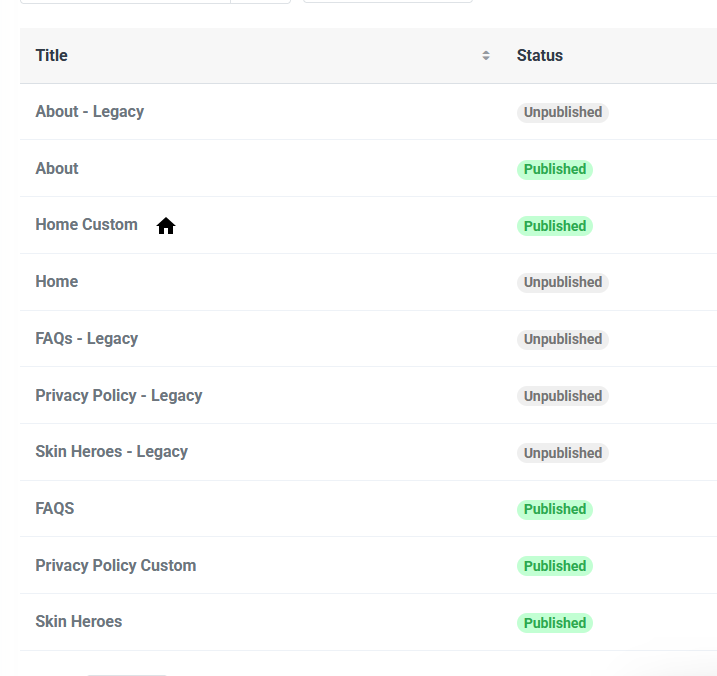 Title Status
About - Legacy Unpublished
About Published
Home Custom Published
Home Unpublished
FAQs - Legacy Unpublished
Privacy Policy - Legacy Unpublished
Skin Heroes - Legacy Unpublished
FAQS Published
Privacy Policy Custom Published
Skin Heroes Published